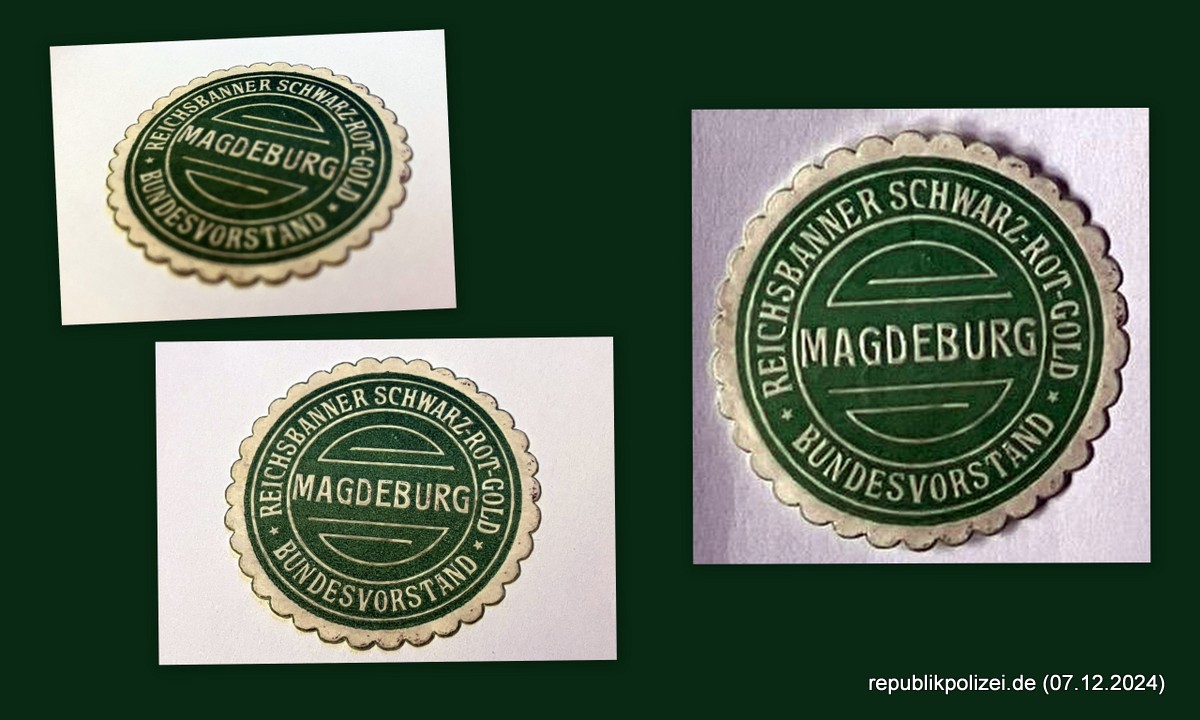 REICHSBANNER SCHWARZ-ROT-GOLD
MAGDEBURG
★ BUNDESVORSTAND ★
REICHSBANNER SCHWARZ-ROT-GOLD
MAGDEBURG
★ BUNDESVORSTAND ★
REICHSBANNER SCHWARZ-ROT-GOLD
MAGDEBURG
★ BUNDESVORSTAND ★
republikpolizei.de (07.12.2024)